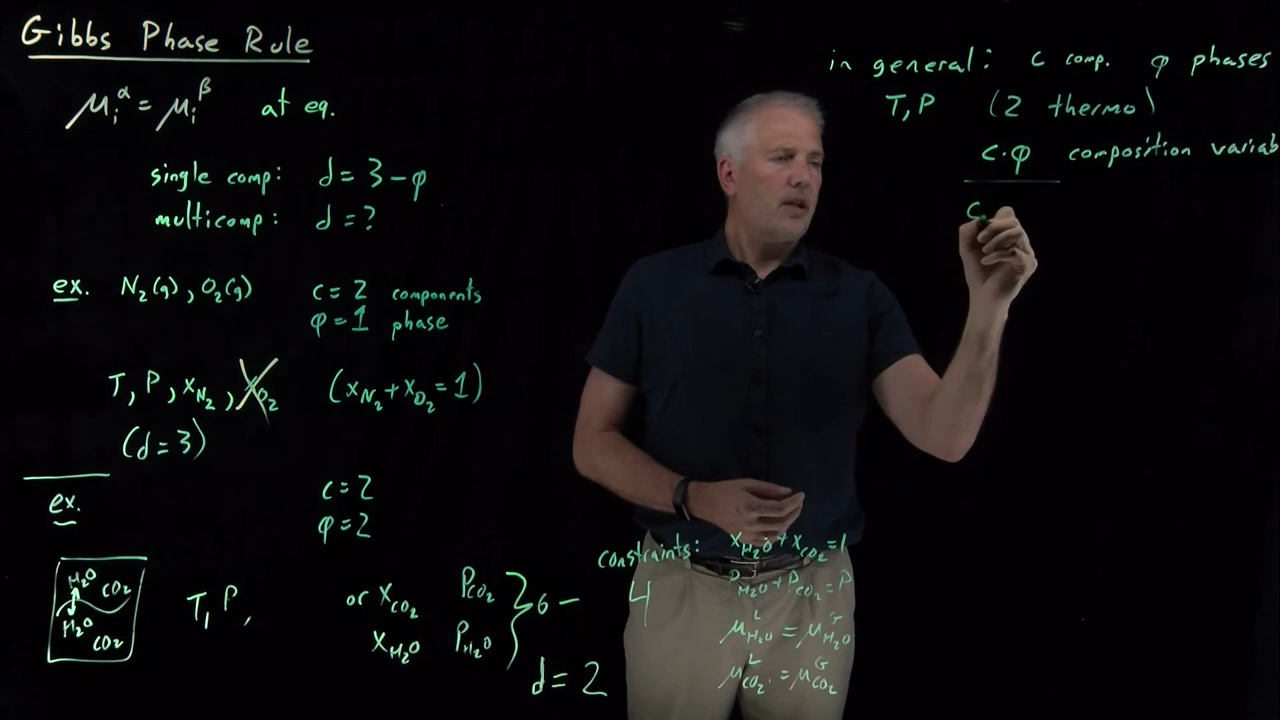 Gibbs Phase Rule
μᵢ^α = μᵢ^β at eq.
single comp: d = 3 - φ
multicomp: d = ?
ex. N₂(g), O₂(g) c = 2 components
φ = 1 phase
T, P, x_N₂, x_O₂ (x_N₂ + x_O₂ = 1)
(d = 3)
ex. c = 2
φ = 2
H₂O CO₂
H₂O CO₂
T, P, or x_CO₂ P_CO₂ } 6 - 4
x_H₂O P_H₂O
d = 2
constraints: x_H₂O + x_CO₂ = 1
P_H₂O + P_CO₂ = P
μ^L_H₂O = μ^G_H₂O
μ^L_CO₂ = μ^G_CO₂
in general: c comp. φ phases
T, P (2 thermo)
c·φ composition variab
c.